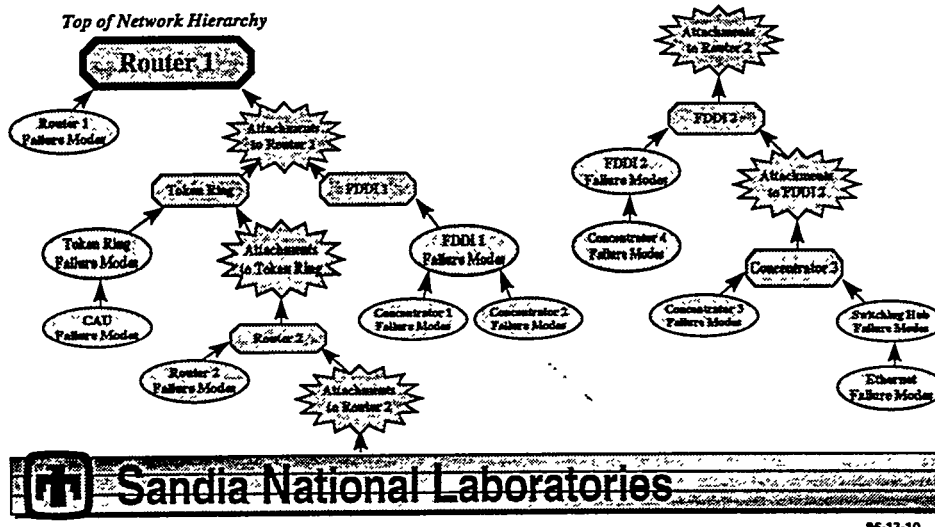 Top of Network Hierarchy
Router 1
Router 1
Failure Modes
Attachments
to Router 1
Token Ring
FDDI 1
Token Ring
Failure Modes
Attachments
to Token Ring
FDDI 1
Failure Modes
CAU
Failure Modes
Concentrator 1
Failure Modes
Concentrator 2
Failure Modes
Router 2
Router 2
Failure Modes
Attachments
to Router 2
Attachments
to Router 2
FDDI 2
FDDI 2
Failure Modes
Attachments
to FDDI 2
Concentrator 4
Failure Modes
Concentrator 3
Concentrator 3
Failure Modes
Switching Hub
Failure Modes
Ethernet
Failure Modes
Sandia National Laboratories